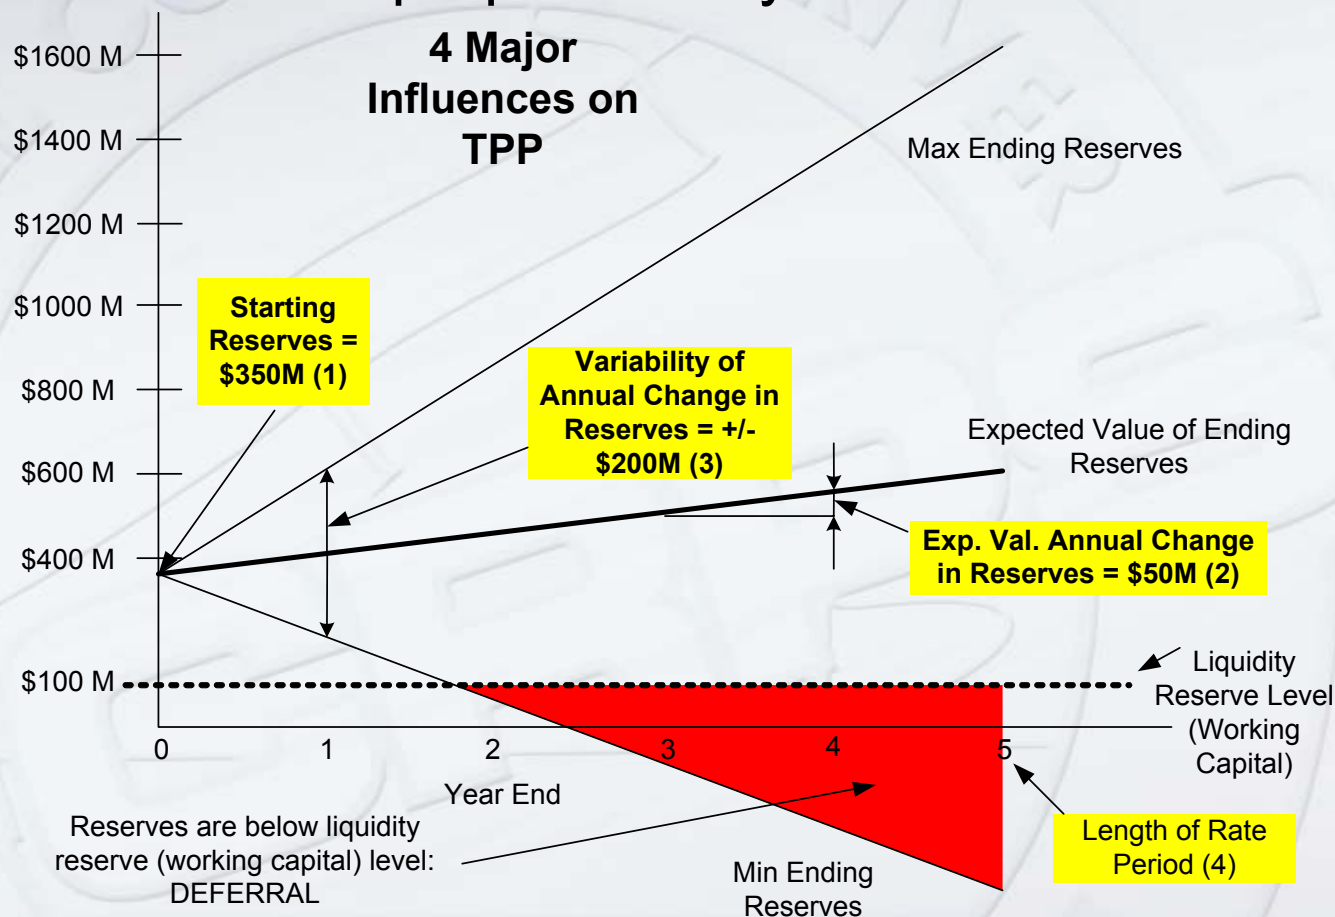 4 Major
Influences on
TPP
$1600 M
$1400 M
$1200 M
$1000 M
$800 M
$600 M
$400 M
$100 M
Max Ending Reserves
Starting
Reserves =
$350M (1)
Variability of
Annual Change in
Reserves = +/-
$200M (3)
Expected Value of Ending
Reserves
Exp. Val. Annual Change
in Reserves = $50M (2)
Liquidity
Reserve Level
(Working
Capital)
0
1
2
3
4
5
Year End
Reserves are below liquidity
reserve (working capital) level:
DEFERRAL
Min Ending
Reserves
Length of Rate
Period (4)